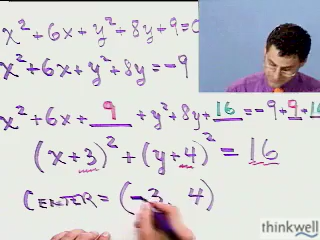 x² + 6x + y² + 8y + 9 = 0
x² + 6x + y² + 8y = -9
x² + 6x + 9 + y² + 8y + 16 = -9 + 9 + 16
(x + 3)² + (y + 4)² = 16
CENTER = (-3, 4)
thinkwell